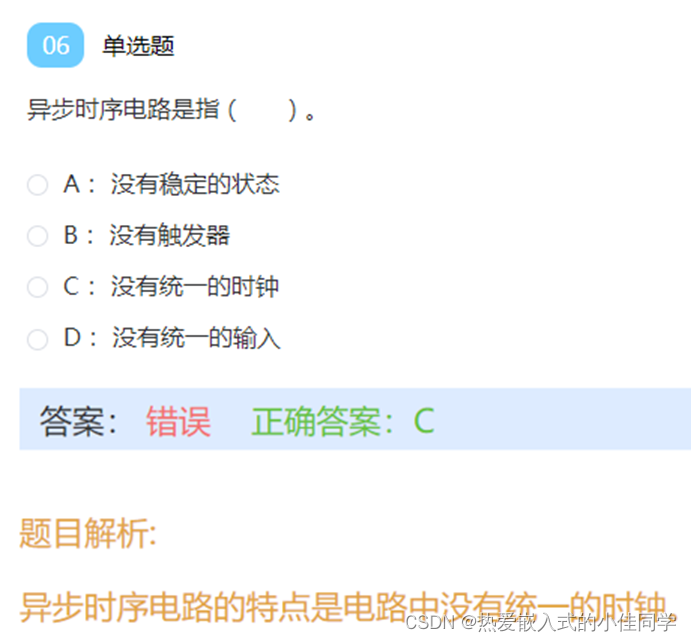 06 单选题
异步时序电路是指（　　）。
A： 没有稳定的状态
B： 没有触发器
C： 没有统一的时钟
D： 没有统一的输入
答案： 错误 正确答案：C
题目解析:
异步时序电路的特点是电路中没有统一的时钟。
CSDN @热爱嵌入式的小佳同学